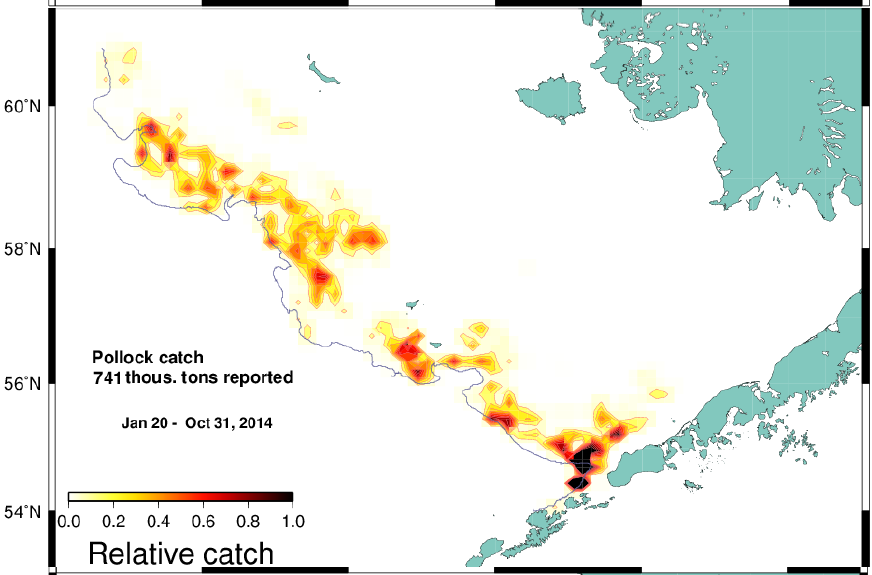 60°N
58°N
Pollock catch
741 thous. tons reported
56°N
Jan 20 - Oct 31, 2014
54°N
0.0 0.2 0.4 0.6 0.8 1.0
Relative catch